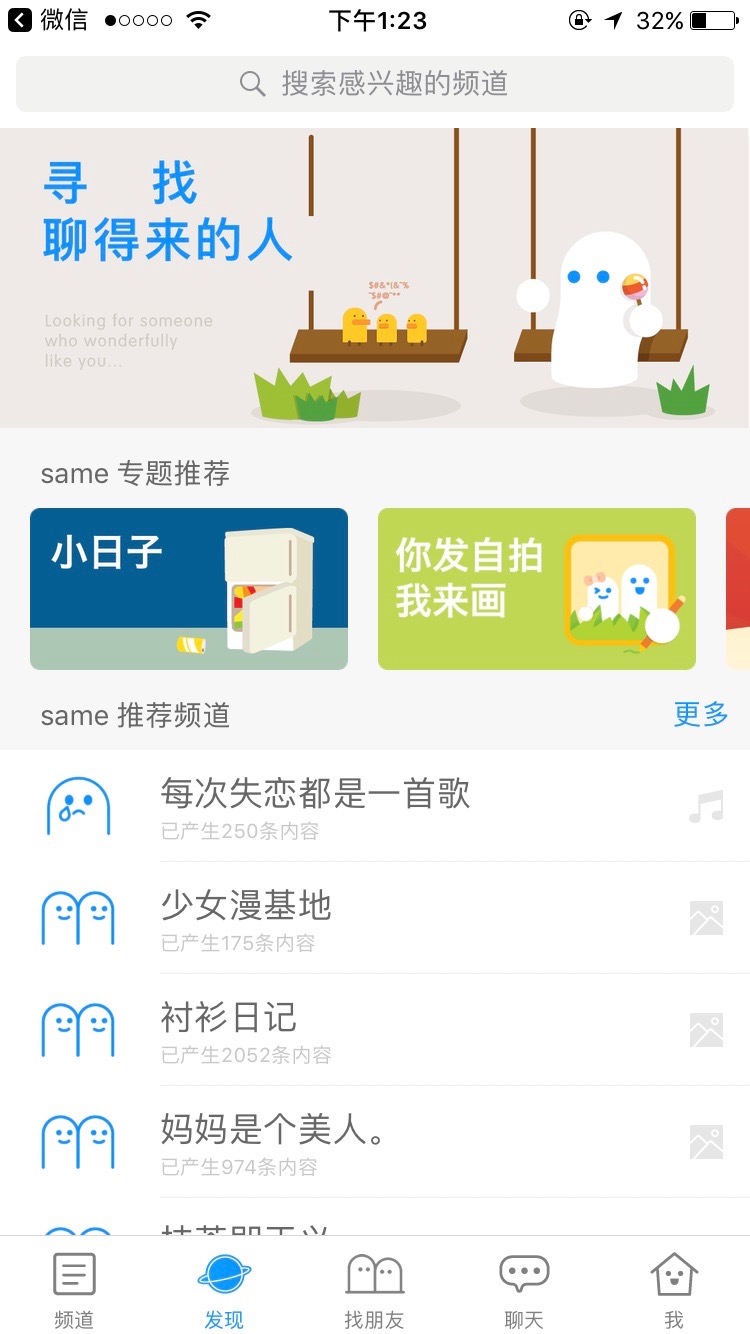 微信
下午1:23
32%
搜索感兴趣的频道
寻 找
聊得来的人
$#&*(&~%
~$#@~**
Looking for someone
who wonderfully
like you...
same 专题推荐
小日子
你发自拍
我来画
same 推荐频道
更多
每次失恋都是一首歌
已产生250条内容
少女漫基地
已产生175条内容
衬衫日记
已产生2052条内容
妈妈是个美人。
已产生974条内容
频道
发现
找朋友
聊天
我